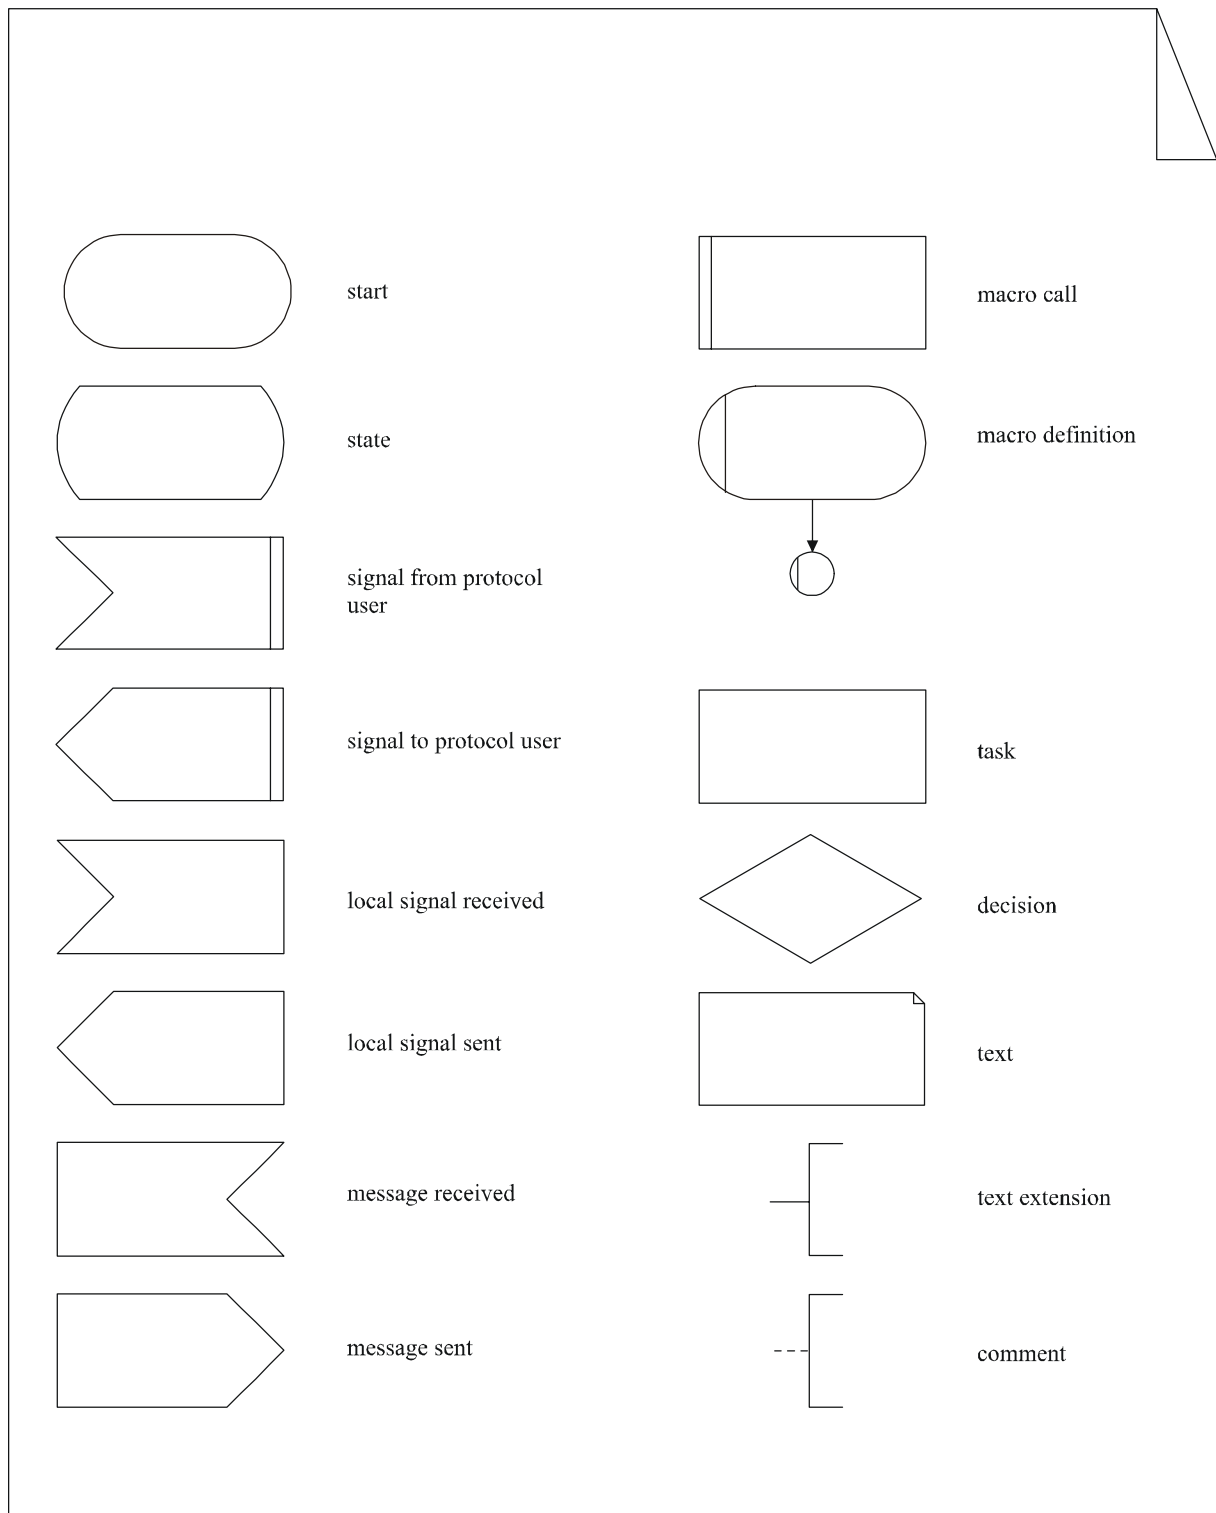 start
state
signal from protocol
user
signal to protocol user
local signal received
local signal sent
message received
message sent
macro call
macro definition
task
decision
text
text extension
comment